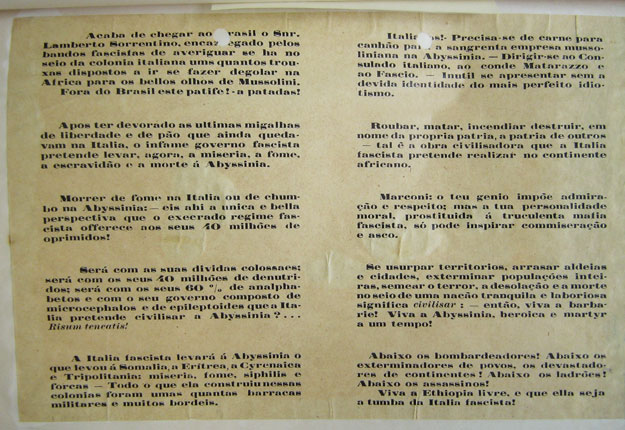 Acaba de chegar ao Brasil o Snr.
Lamberto Sorrentino, encarregado pelos
bandos fascistas de averiguar se ha no
seio da colonia italiana uns quantos trou-
xas dispostos a ir se fazer degolar na
Africa para os bellos olhos de Mussolini.
Fora do Brasil este patife! - a patadas!
Apos ter devorado as ultimas migalhas
de liberdade e de pão que ainda queda-
vam na Italia, o infame governo fascista
pretende levar, agora, a miseria, a fome,
a escravidão e a morte á Abyssinia.
Morrer de fome na Italia ou de chum-
bo na Abyssinia: — eis ahi a unica e bella
perspectiva que o execrado regime fas-
cista offerece aos seus 40 milhões de
oprimidos!
Será com as suas dividas colossaes;
será com os seus 40 milhões de denutri-
dos; será com os seus 60 % de analpha-
betos e com o seu governo composto de
microcephalos e de epileptoides que a Ita-
lia pretende civilisar a Abyssinia?...
Risum teneatis!
A Italia fascista levará á Abyssinia o
que levou á Somalia, a Eritrea, a Cyrenaica
e Tripolitania: miseria, fome, siphilis e
forcas — Todo o que ela construiu nessas
colonias foram umas quantas barracas
militares e muitos bordeis.
Italianos!- Precisa-se de carne para
canhão para a sangrenta empresa musso-
liniana na Abyssinia. — Dirigir-se ao Con-
sulado italiano, ao conde Matarazzo e
ao Fascio. — Inutil se apresentar sem a
devida identidade do mais perfeito idio-
tismo.
Roubar, matar, incendiar destruir, em
nome da propria patria, a patria de outros
— tal é a obra civilisadora que a Italia
fascista pretende realizar no continente
africano.
Marconi: o teu genio impõe admira-
ção e respeito; mas a tua personalidade
moral, prostituida á truculenta mafia
fascista, só pode inspirar commiseração
e asco.
Se usurpar territorios, arrasar aldeias
e cidades, exterminar populações intei-
ras, semear o terror, a desolação e a morte
no seio de uma nação tranquila e laboriosa
significa civilisar : — então, viva a barba-
rie! Viva a Abyssinia, heroica e martyr
a um tempo!
Abaixo os bombardeadores! Abaixo os
exterminadores de povos, os devastado-
res de continentes! Abaixo os ladrões!
Abaixo os assassinos!
Viva a Ethiopia livre, e que ella seja
a tumba da Italia fascista!